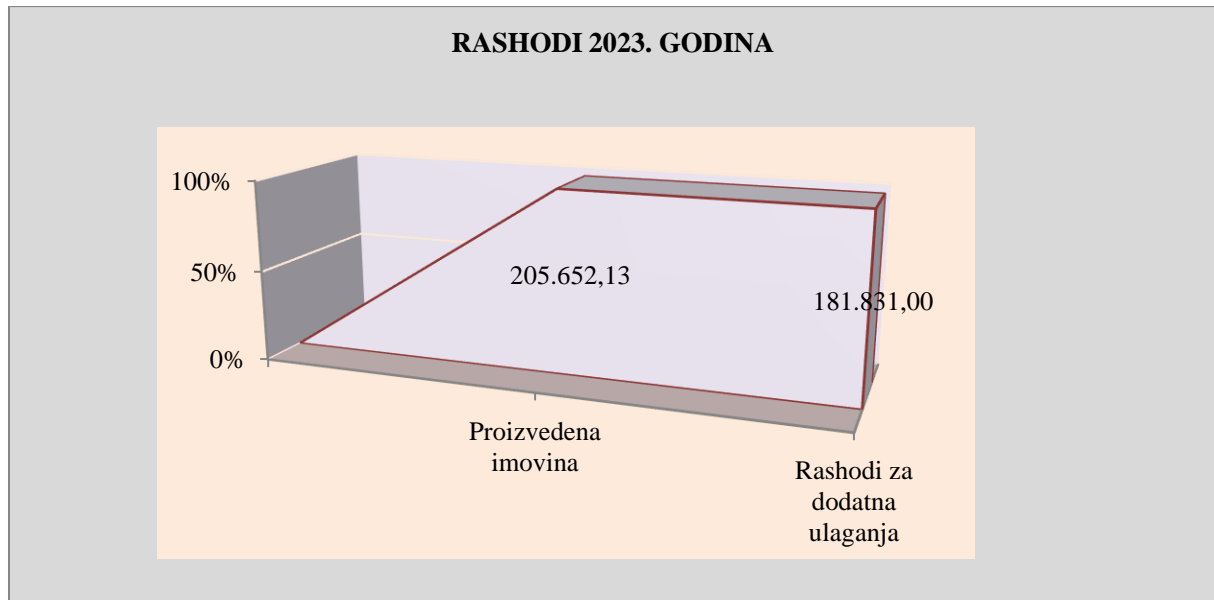 RASHODI 2023. GODINA
100%
50%
0%
205.652,13
181.831,00
Proizvedena
imovina
Rashodi za
dodatna
ulaganja